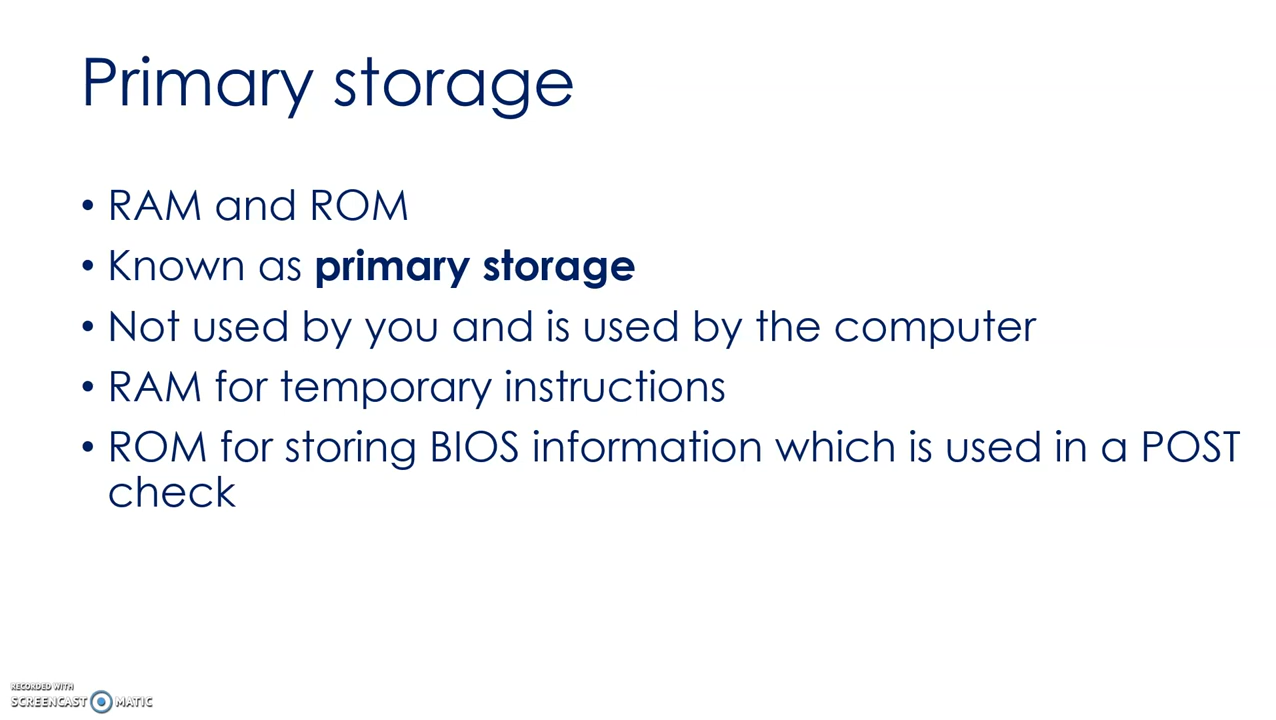 Primary storage
• RAM and ROM
• Known as primary storage
• Not used by you and is used by the computer
• RAM for temporary instructions
• ROM for storing BIOS information which is used in a POST
check
RECORDED WITH
SCREENCAST MATIC